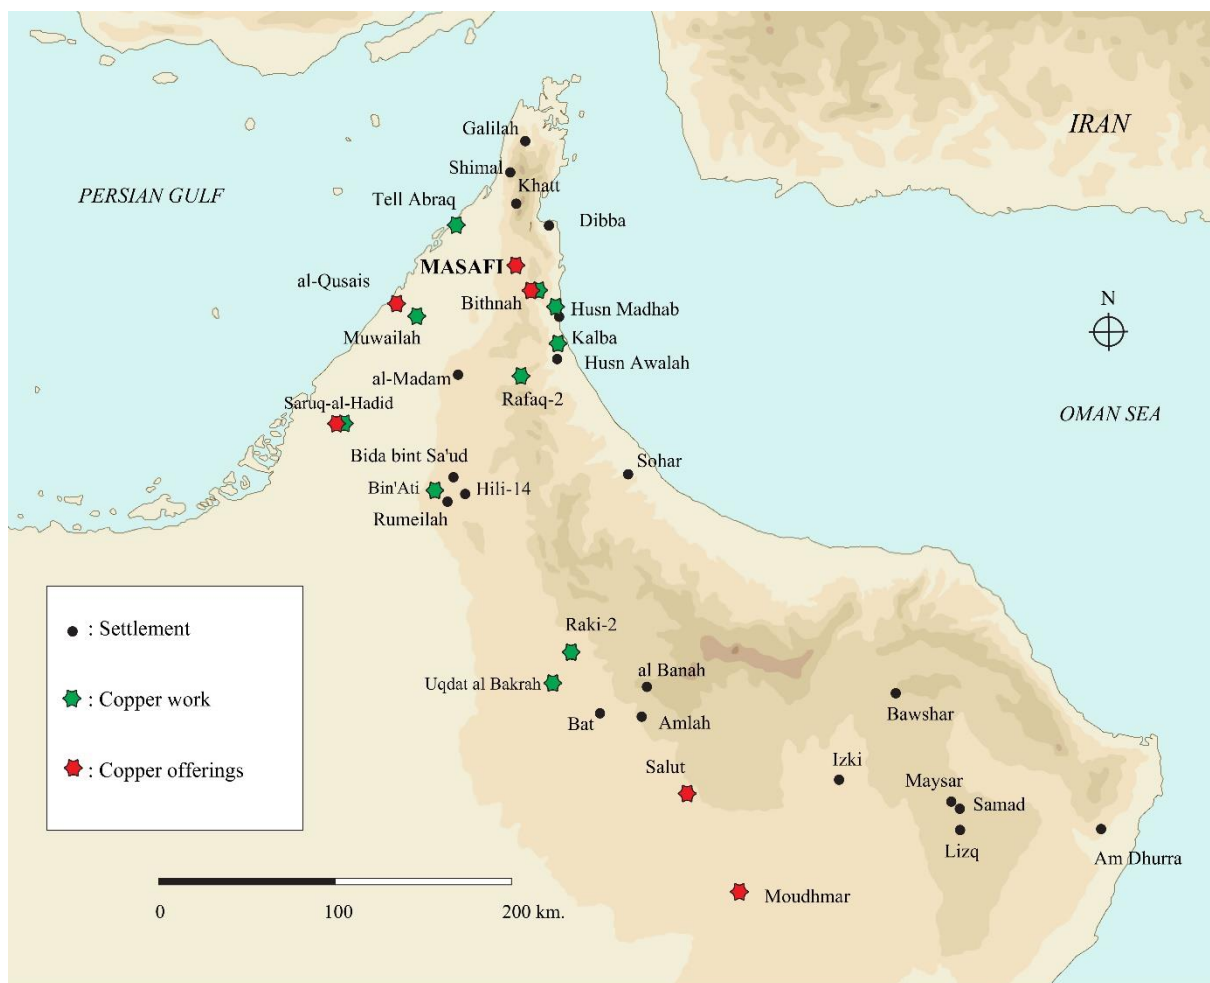 IRAN
Galilah
Shimal
Khatt
PERSIAN GULF
Tell Abraq
Dibba
MASAFI
al-Qusais
Bithnah
N
Husn Madhab
Muwailah
Kalba
Husn Awalah
al-Madam
Rafaq-2
Saruq-al-Hadid
OMAN SEA
Bida bint Sa'ud
Sohar
Bin'Ati
Hili-14
Rumeilah
Raki-2
: Settlement
al Banah
Uqdat al Bakrah
: Copper work
Bat
Amlah
Bawshar
Salut
Izki
: Copper offerings
Maysar
Samad
Lizq
Am Dhurra
Moudhmar
0
100
200 km.